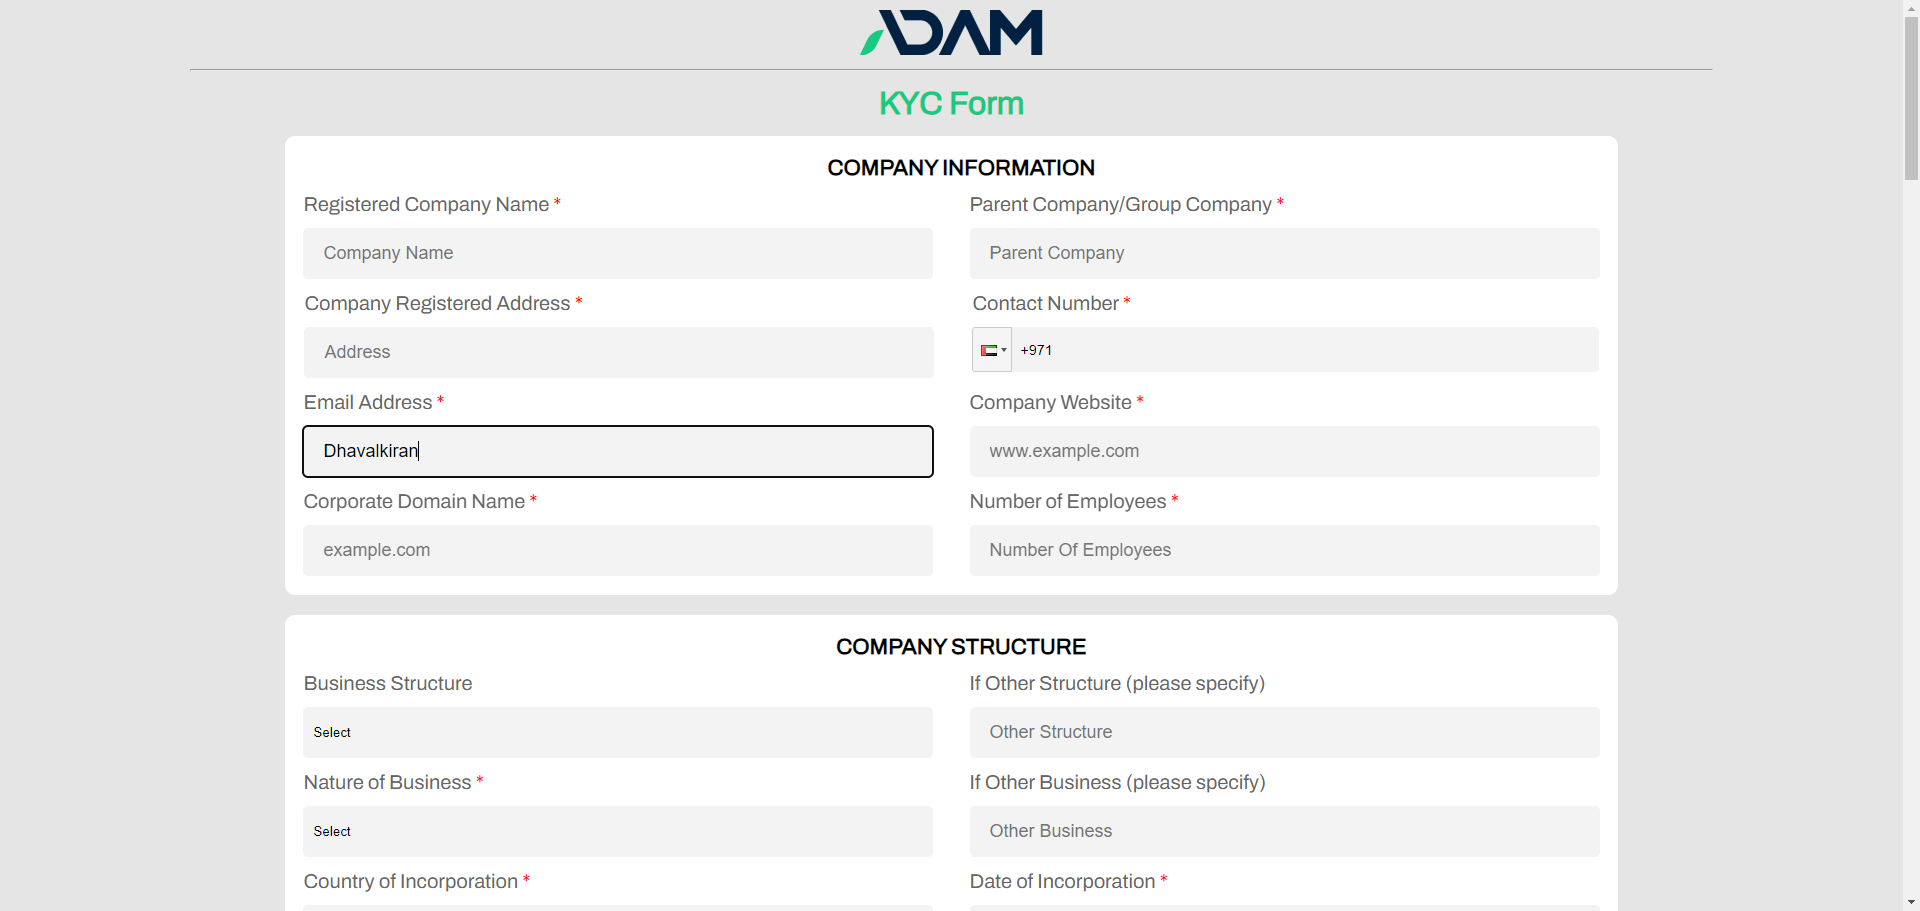 ADAM
KYC Form
COMPANY INFORMATION
Registered Company Name *
Parent Company/Group Company *
Company Name
Parent Company
Company Registered Address *
Contact Number *
Address
+971
Email Address *
Company Website *
Dhavalkiran
www.example.com
Corporate Domain Name *
Number of Employees *
example.com
Number Of Employees
COMPANY STRUCTURE
Business Structure
If Other Structure (please specify)
Select
Other Structure
Nature of Business *
If Other Business (please specify)
Select
Other Business
Country of Incorporation *
Date of Incorporation *